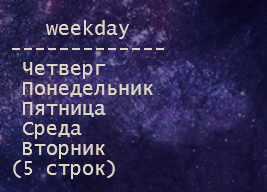 weekday
-------------
Четверг
Понедельник
Пятница
Среда
Вторник
(5 строк)